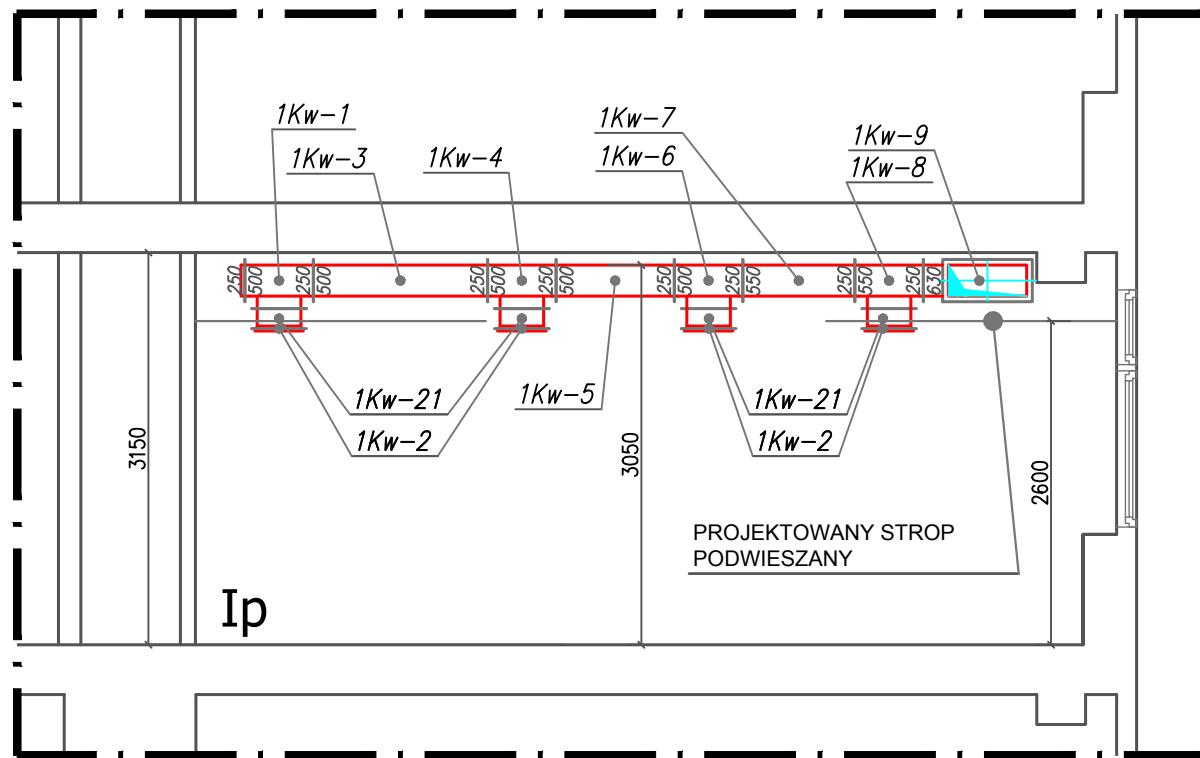 1Kw-1
1Kw-3
1Kw-4
1Kw-7
1Kw-6
1Kw-9
1Kw-8
250
500
250
500
250
500
250
500
250
500
250
550
250
550
250
630
1Kw-21
1Kw-2
1Kw-5
1Kw-21
1Kw-2
3150
3050
2600
PROJEKTOWANY STROP
PODWIESZANY
Ip